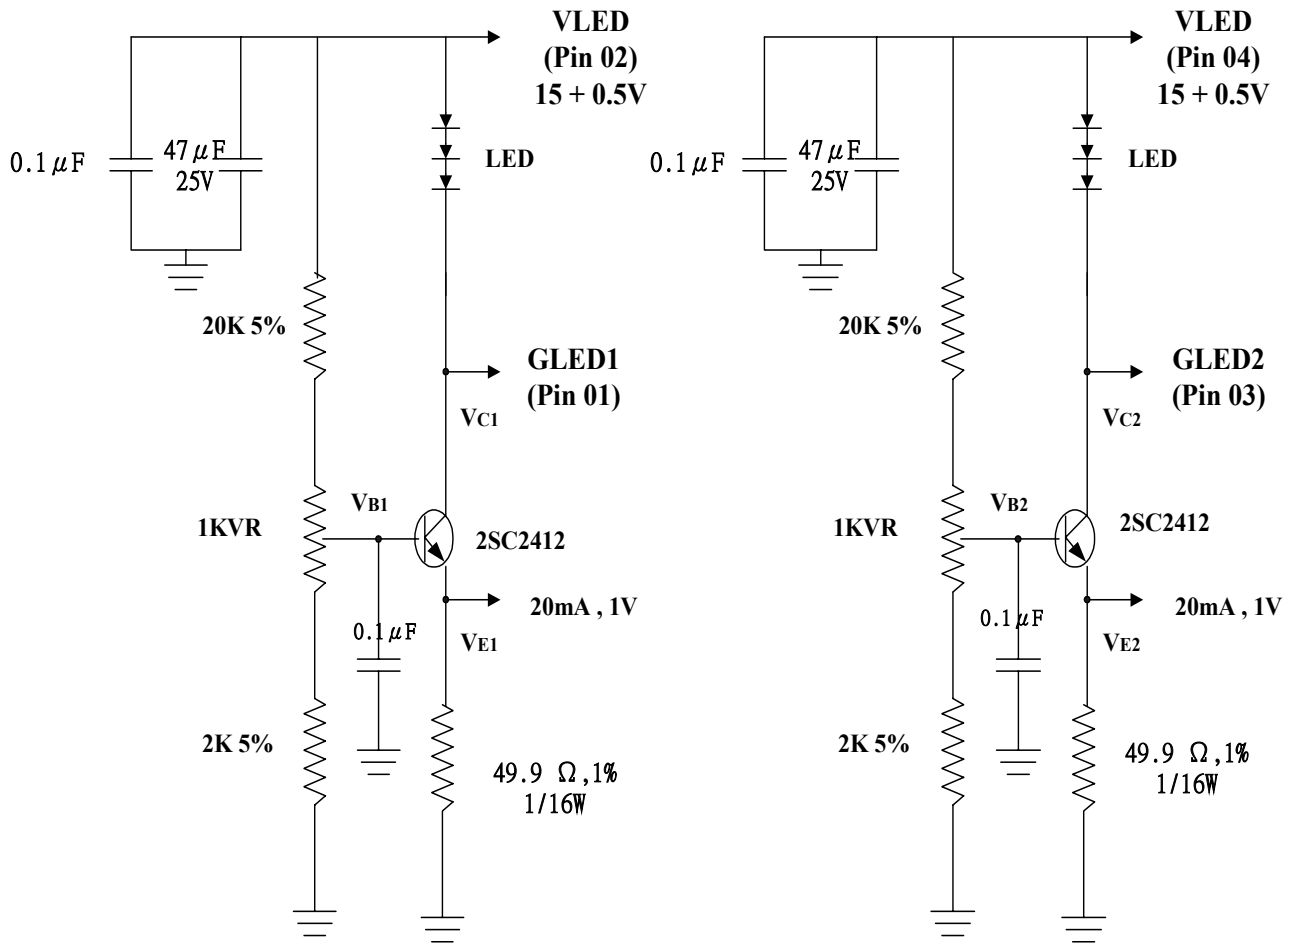 VLED
(Pin 02)
15 + 0.5V
0.1μF
47μF
25V
LED
20K 5%
GLED1
(Pin 01)
VC1
VB1
1KVR
2SC2412
20mA , 1V
0.1μF
VE1
2K 5%
49.9 Ω ,1%
1/16W
VLED
(Pin 04)
15 + 0.5V
0.1μF
47μF
25V
LED
20K 5%
GLED2
(Pin 03)
VC2
VB2
1KVR
2SC2412
20mA , 1V
0.1μF
VE2
2K 5%
49.9 Ω ,1%
1/16W